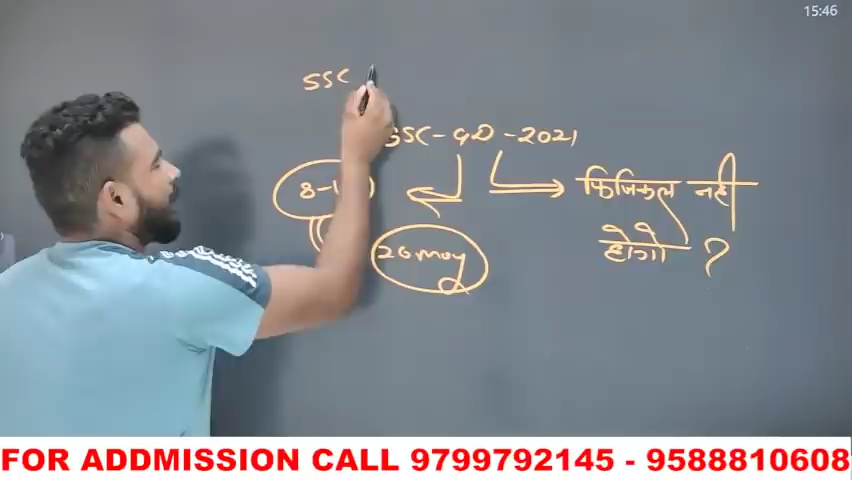 15:46
SSC
SSC-GD-2021
फिजिकल नहीं
होगी ?
26 May
FOR ADDMISSION CALL 9799792145 - 9588810608